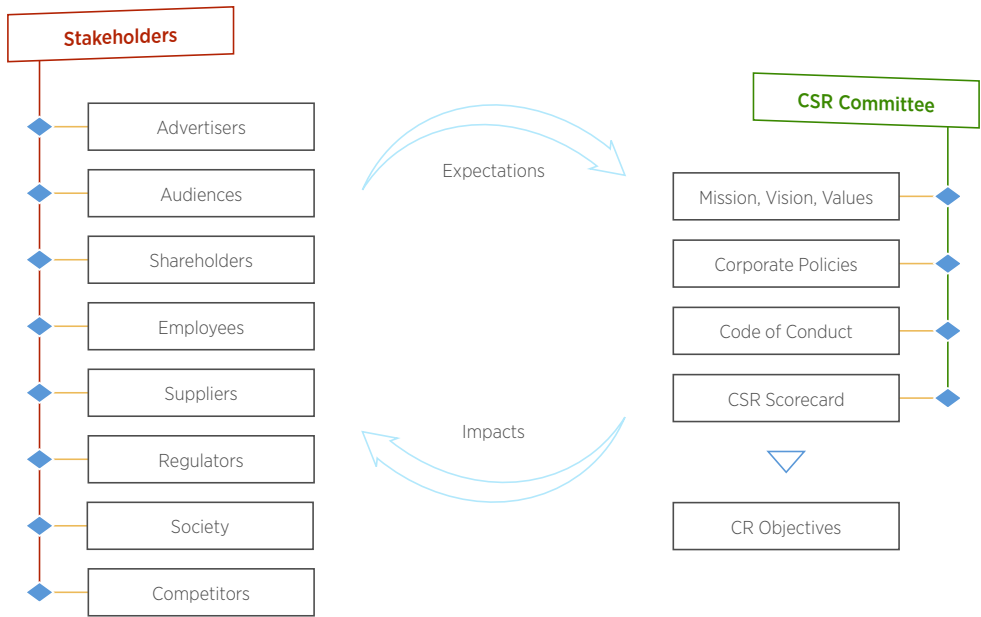 Stakeholders
Advertisers
Audiences
Shareholders
Employees
Suppliers
Regulators
Society
Competitors
Expectations
Impacts
CSR Committee
Mission, Vision, Values
Corporate Policies
Code of Conduct
CSR Scorecard
CR Objectives